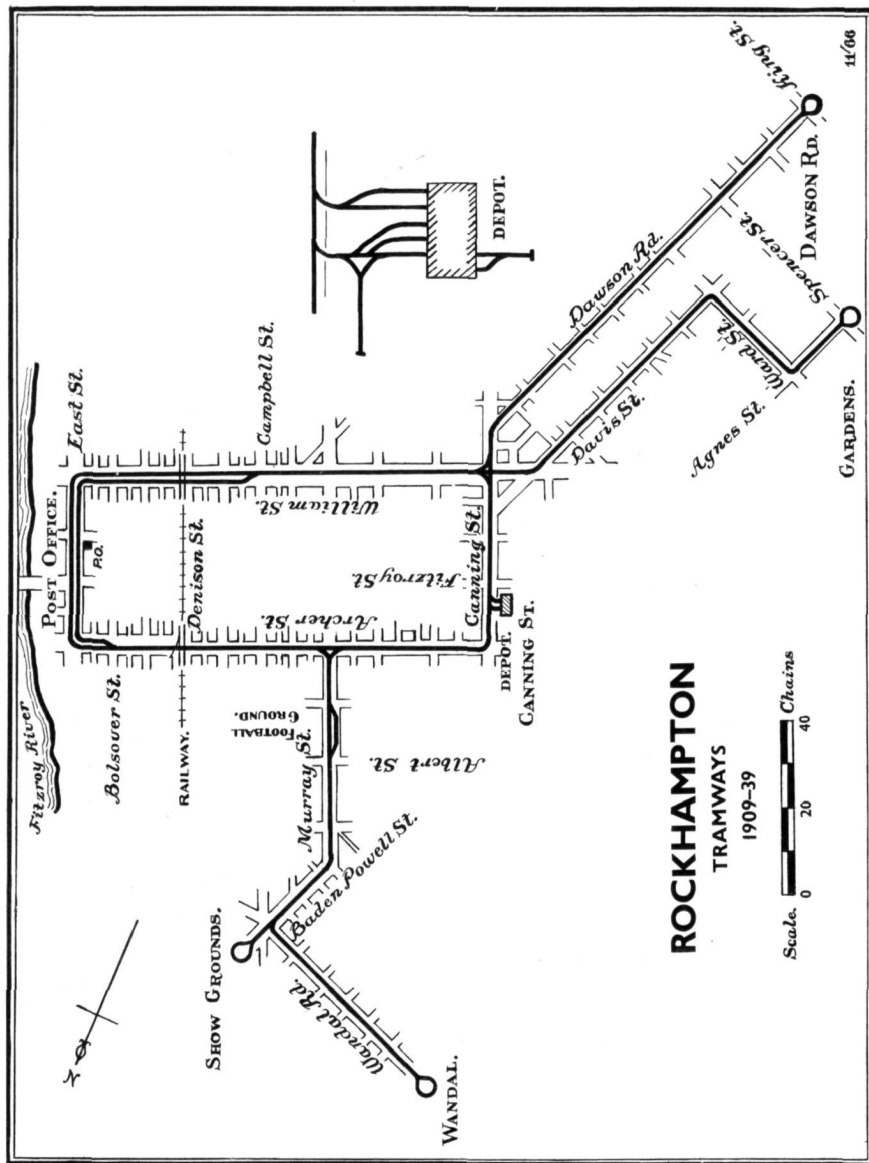 Fitzroy River
POST OFFICE.
East St.
P.O.
Bolsover St.
RAILWAY.
Denison St.
Campbell St.
William St.
Archer St.
Fitzroy St.
Canning St.
DEPOT.
CANNING ST.
DEPOT.
N
SHOW GROUNDS.
Murray St.
FOOTBALL
GROUND.
Albert St.
Baden Powell St.
Wandal Rd.
WANDAL.
Dawson Rd.
Davis St.
Ward St.
Agnes St.
Spencer St.
King St.
DAWSON RD.
GARDENS.
ROCKHAMPTON
TRAMWAYS
1909-39
Scale. 0 20 40 Chains
11/66